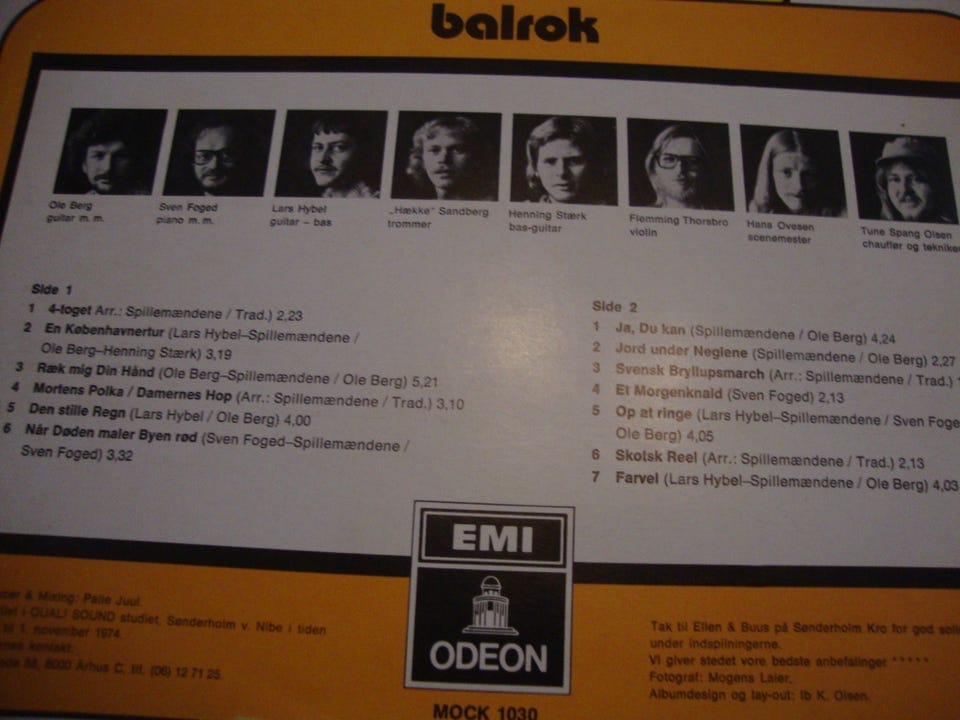 balrok
Ole Berg
guitar m. m.
Sven Foged
piano m. m.
Lars Hybel
guitar – bas
„Hække" Sandberg
trommer
Henning Stærk
bas-guitar
Flemming Thorsbro
violin
Hans Ovesen
scenemester
Tune Spang Olsen
chauffør og tekniker
Side 1
1 4-toget Arr.: Spillemændene / Trad.) 2,23
2 En Københavnertur (Lars Hybel–Spillemændene /
Ole Berg–Henning Stærk) 3,19
3 Ræk mig Din Hånd (Ole Berg–Spillemændene / Ole Berg) 5,21
4 Mortens Polka / Damernes Hop (Arr.: Spillemændene / Trad.) 3,10
5 Den stille Regn (Lars Hybel / Ole Berg) 4,00
6 Når Døden maler Byen rød (Sven Foged–Spillemændene /
Sven Foged) 3,32
Side 2
1 Ja, Du kan (Spillemændene / Ole Berg) 4,24
2 Jord under Neglene (Spillemændene / Ole Berg) 2,27
3 Svensk Bryllupsmarch (Arr.: Spillemændene / Trad.)
4 Et Morgenknald (Sven Foged) 2,13
5 Op at ringe (Lars Hybel–Spillemændene / Sven Foge
Ole Berg) 4,05
6 Skotsk Reel (Arr.: Spillemændene / Trad.) 2,13
7 Farvel (Lars Hybel–Spillemændene / Ole Berg) 4,03
EMI
ODEON
& Mixing: Palle Juul.
i QUALI SOUND studiet, Sønderholm v. Nibe i tiden
til 1. november 1974.
kontakt:
8000 Århus C. tlf. (06) 12 71 25.
Tak til Ellen & Buus på Sønderholm Kro for god
under indspilningerne.
Vi giver stedet vore bedste anbefalinger *****
Fotograf: Mogens Laier.
Albumdesign og lay-out: Ib K. Olsen.
MOCK 1030